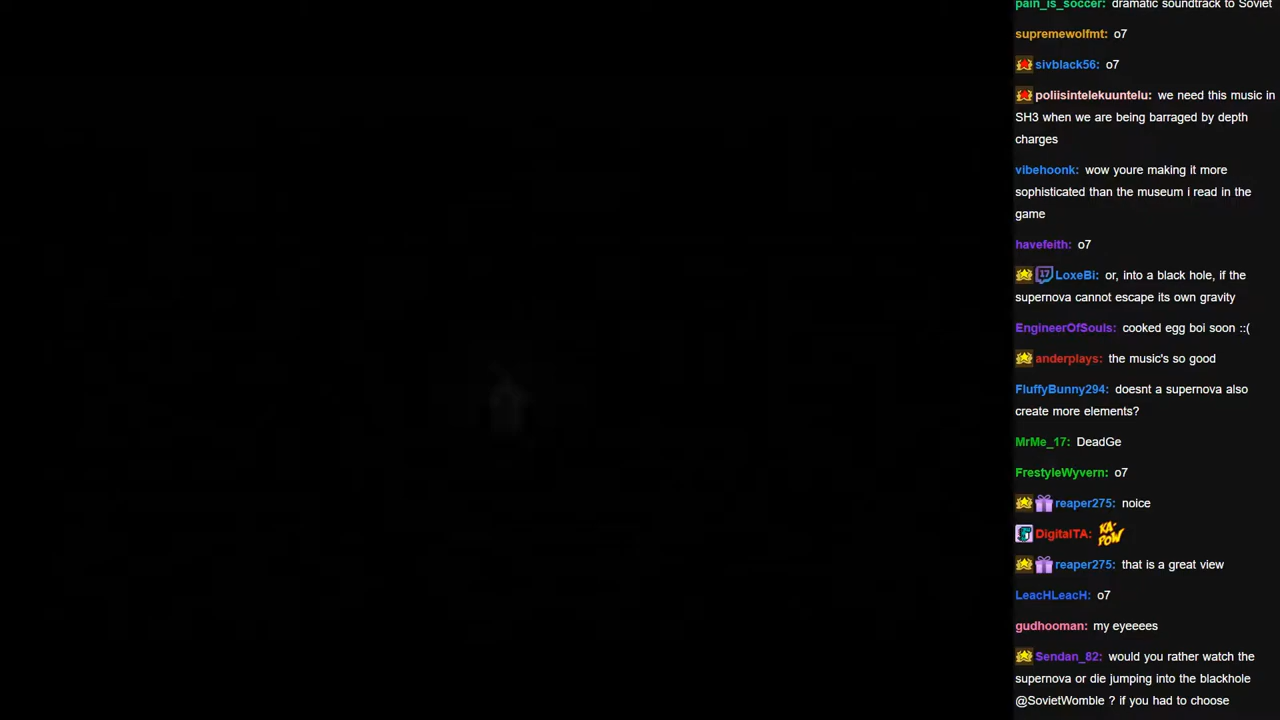 pain_is_soccer: dramatic soundtrack to Soviet
supremewolfmt: o7
sivblack56: o7
poliisintelekuuntelu: we need this music in
SH3 when we are being barraged by depth
charges
vibehoonk: wow youre making it more
sophisticated than the museum i read in the
game
havefeith: o7
17 LoxeBi: or, into a black hole, if the
supernova cannot escape its own gravity
EngineerOfSouls: cooked egg boi soon ::(
anderplays: the music's so good
FluffyBunny294: doesnt a supernova also
create more elements?
MrMe_17: DeadGe
FrestyleWyvern: o7
reaper275: noice
DigitalTA: KA-
POW
reaper275: that is a great view
LeacHLeacH: o7
gudhooman: my eyeeees
Sendan_82: would you rather watch the
supernova or die jumping into the blackhole
@SovietWomble ? if you had to choose